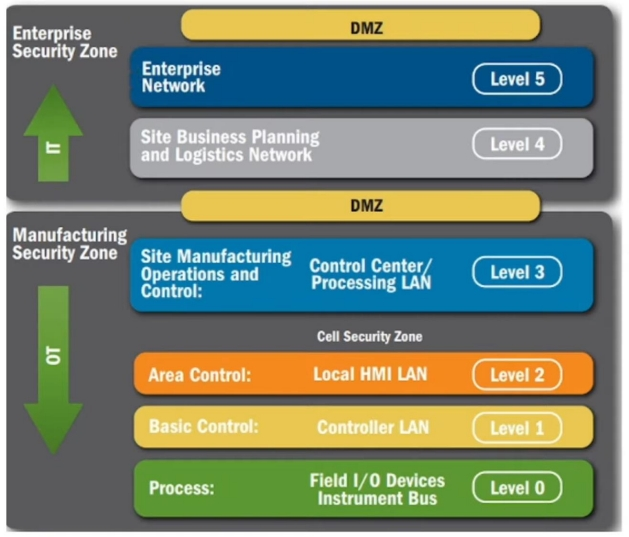 DMZ
Enterprise
Security Zone
Enterprise
Network
Level 5
IT
Site Business Planning
and Logistics Network
Level 4
DMZ
Manufacturing
Security Zone
Site Manufacturing
Operations and
Control:
Control Center/
Processing LAN
Level 3
Cell Security Zone
OT
Area Control:
Local HMI LAN
Level 2
Basic Control:
Controller LAN
Level 1
Process:
Field I/O Devices
Instrument Bus
Level 0